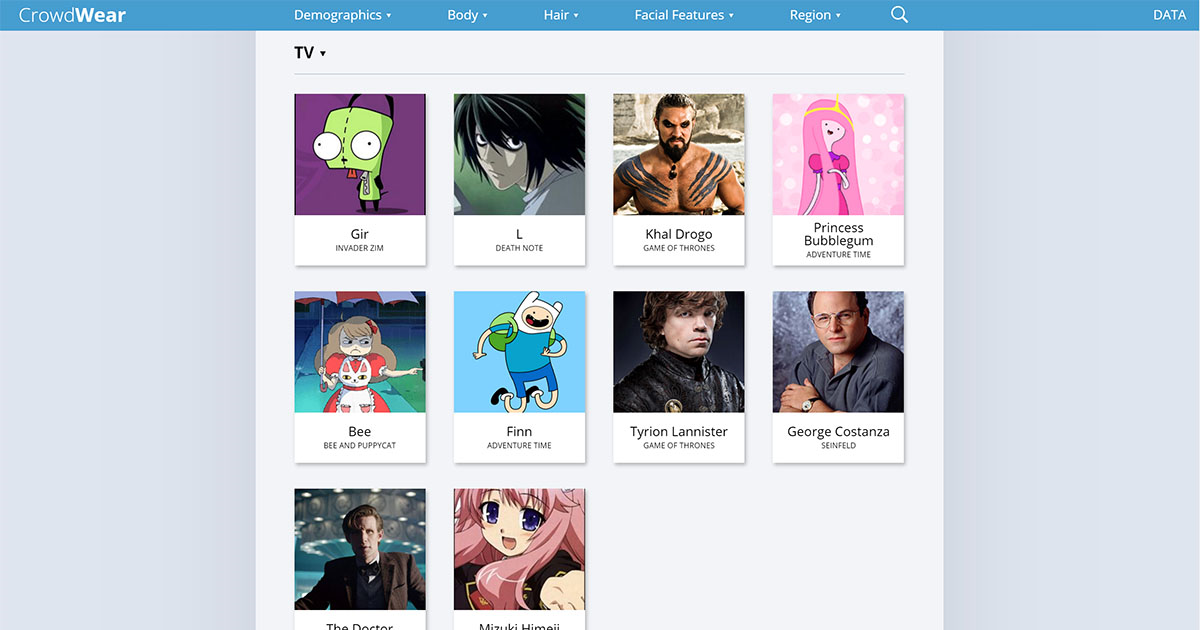 CrowdWear
Demographics ▾ Body ▾ Hair ▾ Facial Features ▾ Region ▾ DATA
TV ▾
Gir
INVADER ZIM
L
DEATH NOTE
Khal Drogo
GAME OF THRONES
Princess
Bubblegum
ADVENTURE TIME
Bee
BEE AND PUPPYCAT
Finn
ADVENTURE TIME
Tyrion Lannister
GAME OF THRONES
George Costanza
SEINFELD
The Doctor
Mizuki Himeji